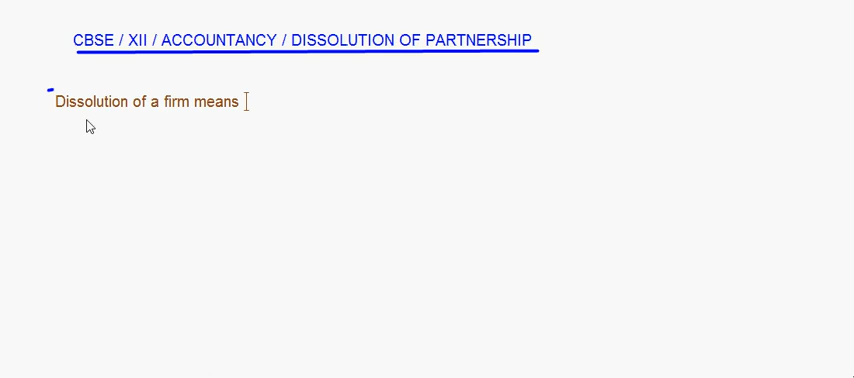 CBSE / XII / ACCOUNTANCY / DISSOLUTION OF PARTNERSHIP
Dissolution of a firm means